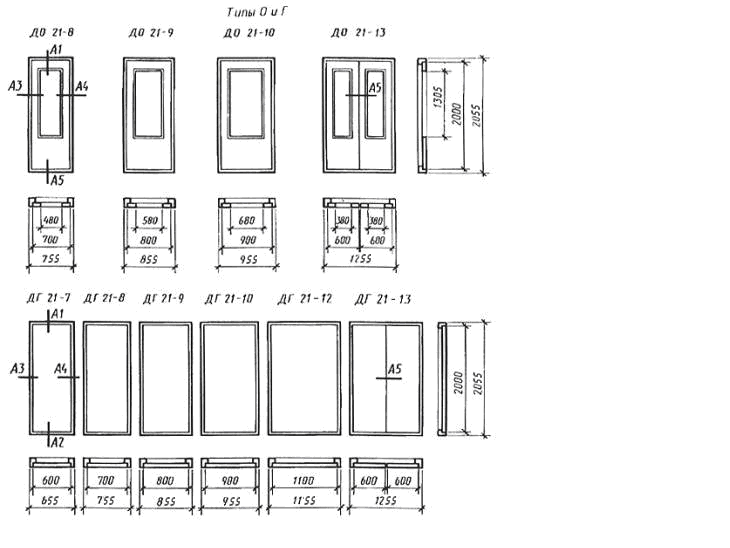 Типы О и Г
ДО 21-8 ДО 21-9 ДО 21-10 ДО 21-13
А1
А3 А4 А5
А5
1305 2000 2055
480 580 680 380 380
700 800 900 600 600
755 855 955 1255
ДГ 21-7 ДГ 21-8 ДГ 21-9 ДГ 21-10 ДГ 21-12 ДГ 21-13
А1
А3 А4 А5
А2
2000 2055
600 700 800 900 1100 600 600
655 755 855 955 1155 1255